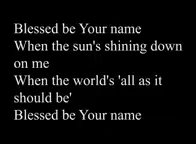 Blessed be Your name
When the sun's shining down
on me
When the world's 'all as it
should be'
Blessed be Your name